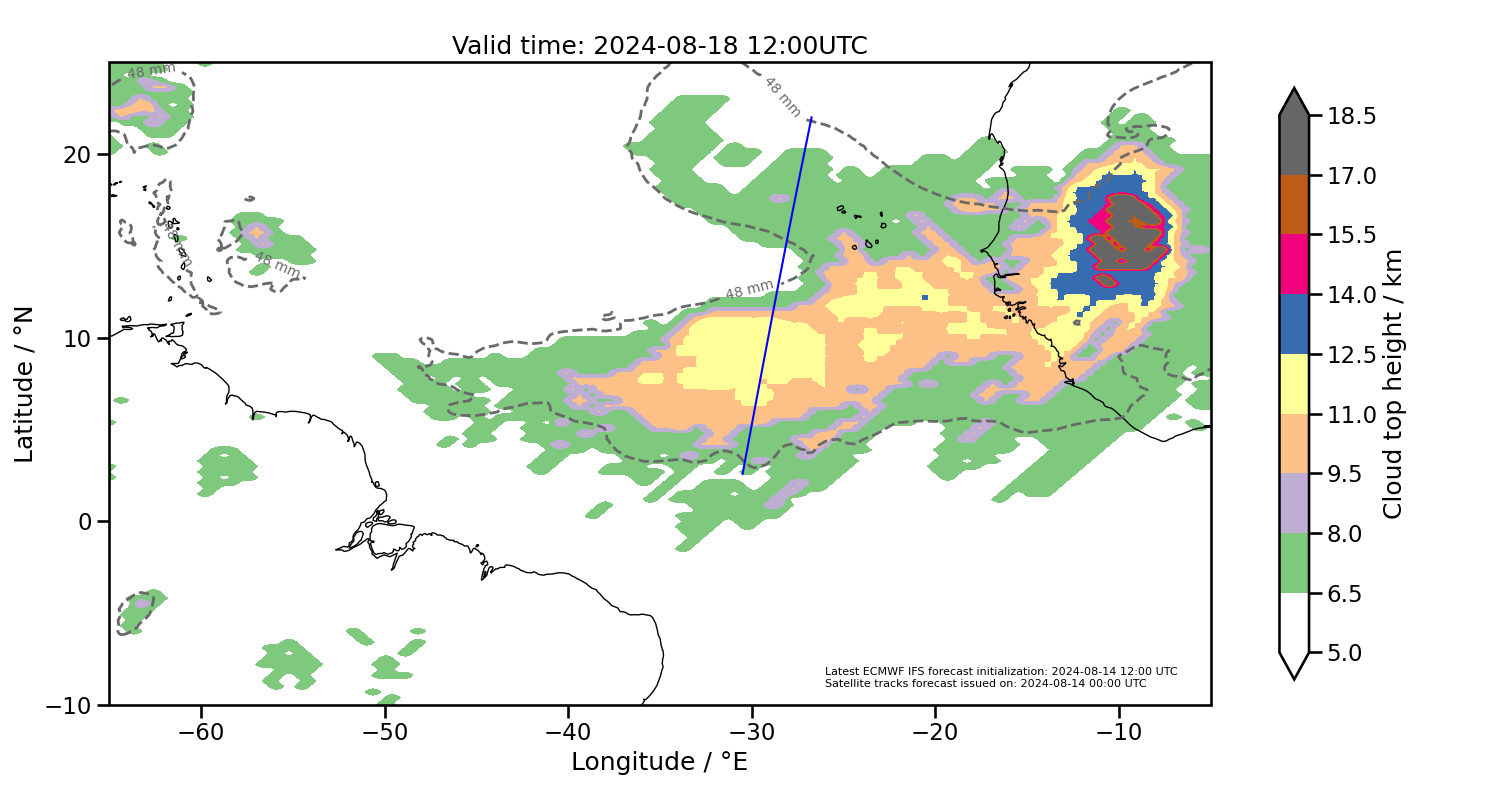 Valid time: 2024-08-18 12:00UTC
48 mm
48 mm
48 mm
48 mm
48 mm
20
10
0
−10
Latitude / °N
−60
−50
−40
−30
−20
−10
Longitude / °E
Latest ECMWF IFS forecast initialization: 2024-08-14 12:00 UTC
Satellite tracks forecast issued on: 2024-08-14 00:00 UTC
18.5
17.0
15.5
14.0
12.5
11.0
9.5
8.0
6.5
5.0
Cloud top height / km